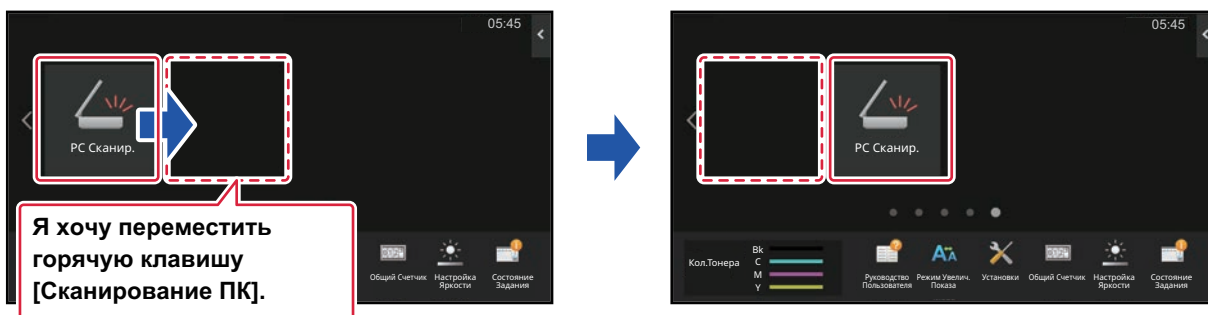 05:45
PC Сканир.
Я хочу переместить
горячую клавишу
[Сканирование ПК].
Общий Счетчик
Настройка
Яркости
Состояние
Задания
05:45
PC Сканир.
Кол.Тонера
Bk
C
M
Y
Руководство
Пользователя
Режим Увелич.
Показа
Установки
Общий Счетчик
Настройка
Яркости
Состояние
Задания